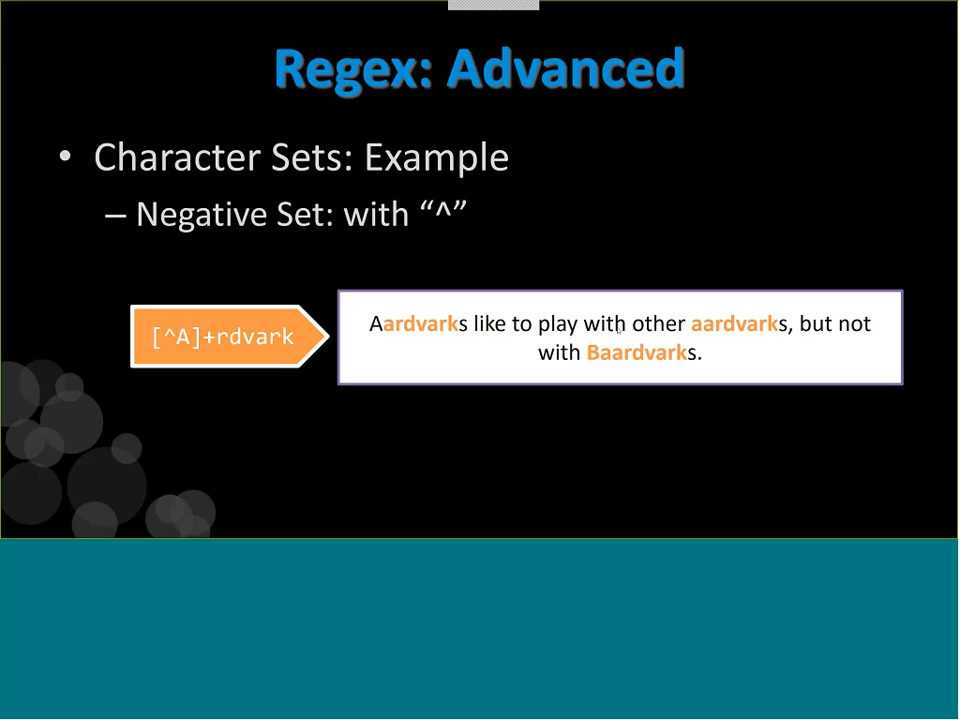 Regex: Advanced
• Character Sets: Example
– Negative Set: with “^”
[^A]+rdvark
Aardvarks like to play with other aardvarks, but not
with Baardvarks.